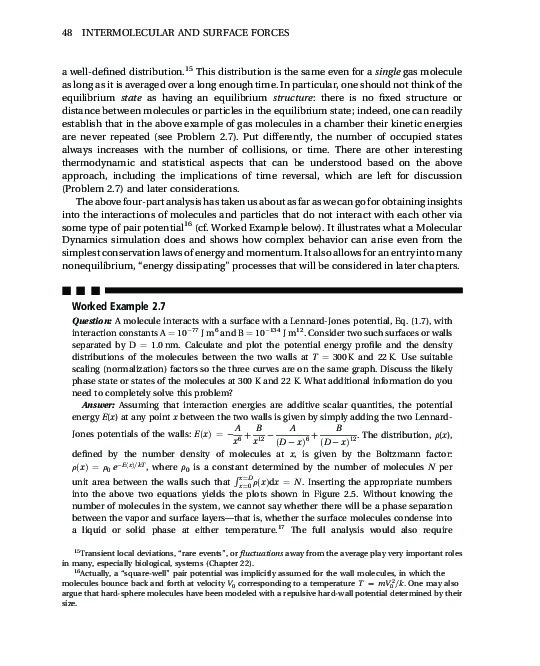 48 INTERMOLECULAR AND SURFACE FORCES
a well-defined distribution.¹⁵ This distribution is the same even for a single gas molecule
as long as it is averaged over a long enough time. In particular, one should not think of the
equilibrium state as having an equilibrium structure: there is no fixed structure or
distance between molecules or particles in the equilibrium state; indeed, one can readily
establish that in the above example of gas molecules in a chamber their kinetic energies
are never repeated (see Problem 2.7). Put differently, the number of occupied states
always increases with the number of collisions, or time. There are other interesting
thermodynamic and statistical aspects that can be understood based on the above
approach, including the implications of time reversal, which are left for discussion
(Problem 2.7) and later considerations.
The above four-part analysis has taken us about as far as we can go for obtaining insights
into the interactions of molecules and particles that do not interact with each other via
some type of pair potential¹⁶ (cf. Worked Example below). It illustrates what a Molecular
Dynamics simulation does and shows how complex behavior can arise even from the
simplest conservation laws of energy and momentum. It also allows for an entry into many
nonequilibrium, “energy dissipating” processes that will be considered in later chapters.
Worked Example 2.7
Question: A molecule interacts with a surface with a Lennard-Jones potential, Eq. (1.7), with
interaction constants A = 10⁻⁷⁷ J m⁶ and B = 10⁻¹³⁴ J m¹². Consider two such surfaces or walls
separated by D = 1.0 nm. Calculate and plot the potential energy profile and the density
distributions of the molecules between the two walls at T = 300 K and 22 K. Use suitable
scaling (normalization) factors so the three curves are on the same graph. Discuss the likely
phase state or states of the molecules at 300 K and 22 K. What additional information do you
need to completely solve this problem?
Answer: Assuming that interaction energies are additive scalar quantities, the potential
energy E(x) at any point x between the two walls is given by simply adding the two Lennard-
Jones potentials of the walls: E(x) = −A/x⁶ + B/x¹² − A/(D − x)⁶ + B/(D − x)¹². The distribution, ρ(x),
defined by the number density of molecules at x, is given by the Boltzmann factor:
ρ(x) = ρ₀ e^−E(x)/kT, where ρ₀ is a constant determined by the number of molecules N per
unit area between the walls such that ∫ₓ₌₀ˣ⁼ᴰ ρ(x)dx = N. Inserting the appropriate numbers
into the above two equations yields the plots shown in Figure 2.5. Without knowing the
number of molecules in the system, we cannot say whether there will be a phase separation
between the vapor and surface layers—that is, whether the surface molecules condense into
a liquid or solid phase at either temperature.¹⁷ The full analysis would also require
¹⁵Transient local deviations, “rare events”, or fluctuations away from the average play very important roles
in many, especially biological, systems (Chapter 22).
¹⁶Actually, a “square-well” pair potential was implicitly assumed for the wall molecules, in which the
molecules bounce back and forth at velocity V₀ corresponding to a temperature T = mV₀²/k. One may also
argue that hard-sphere molecules have been modeled with a repulsive hard-wall potential determined by their
size.